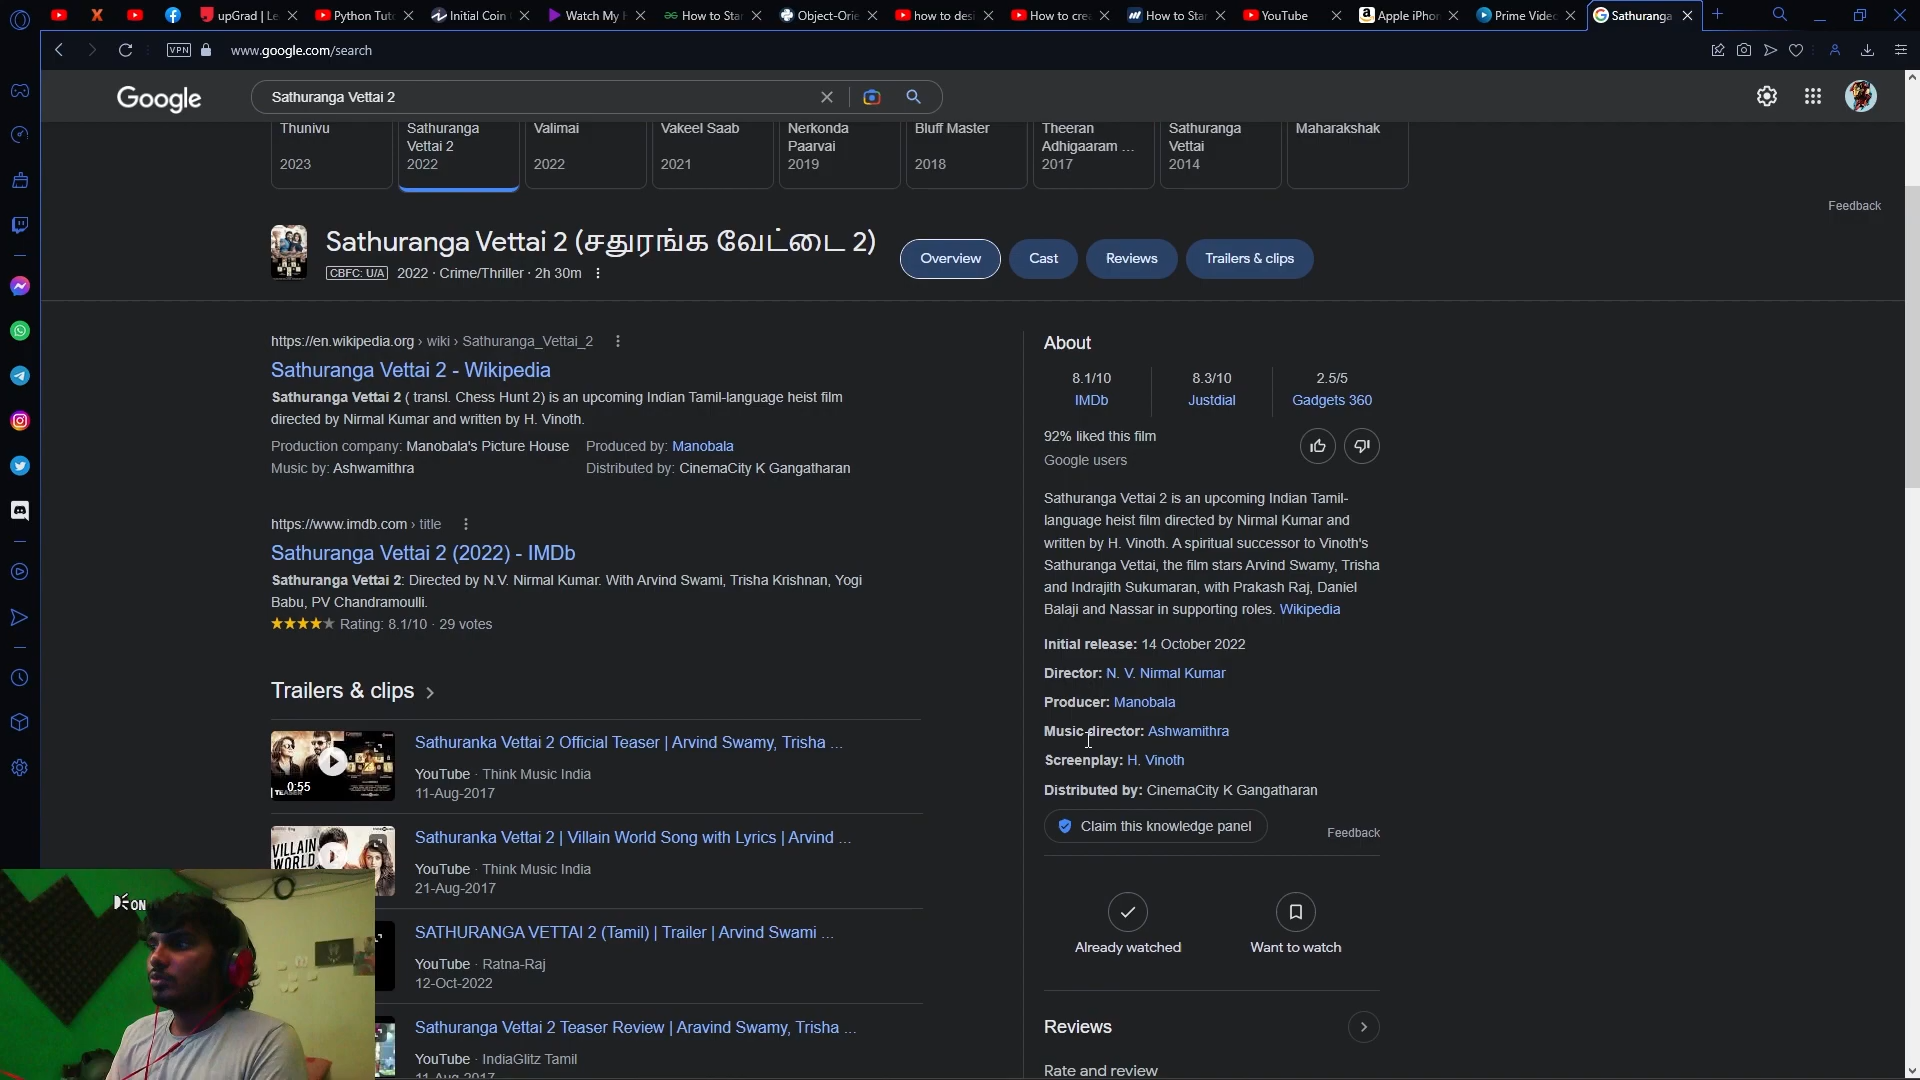 upGrad | Le
Python Tuto
Initial Coin
Watch My H
How to Star
Object-Orie
how to desi
How to crea
How to Star
YouTube
Apple iPhon
Prime Video
Sathuranga
VPN
www.google.com/search
Google
Sathuranga Vettai 2
Thunivu
2023
Sathuranga
Vettai 2
2022
Valimai
2022
Vakeel Saab
2021
Nerkonda
Paarvai
2019
Bluff Master
2018
Theeran
Adhigaaram ...
2017
Sathuranga
Vettai
2014
Maharakshak
Feedback
Sathuranga Vettai 2 (சதுரங்க வேட்டை 2)
CBFC: U/A 2022 · Crime/Thriller · 2h 30m
Overview
Cast
Reviews
Trailers & clips
https://en.wikipedia.org › wiki › Sathuranga_Vettai_2
Sathuranga Vettai 2 - Wikipedia
Sathuranga Vettai 2 ( transl. Chess Hunt 2) is an upcoming Indian Tamil-language heist film
directed by Nirmal Kumar and written by H. Vinoth.
Production company: Manobala's Picture House Produced by: Manobala
Music by: Ashwamithra Distributed by: CinemaCity K Gangatharan
https://www.imdb.com › title
Sathuranga Vettai 2 (2022) - IMDb
Sathuranga Vettai 2: Directed by N.V. Nirmal Kumar. With Arvind Swami, Trisha Krishnan, Yogi
Babu, PV Chandramoulli.
Rating: 8.1/10 · 29 votes
Trailers & clips
0:55
Sathuranka Vettai 2 Official Teaser | Arvind Swamy, Trisha ...
YouTube · Think Music India
11-Aug-2017
VILLAIN
WORLD
Sathuranka Vettai 2 | Villain World Song with Lyrics | Arvind ...
YouTube · Think Music India
21-Aug-2017
SATHURANGA VETTAI 2 (Tamil) | Trailer | Arvind Swami ...
YouTube · Ratna-Raj
12-Oct-2022
Sathuranga Vettai 2 Teaser Review | Aravind Swamy, Trisha ...
YouTube · IndiaGlitz Tamil
11-Aug-2017
ON
About
8.1/10
IMDb
8.3/10
Justdial
2.5/5
Gadgets 360
92% liked this film
Google users
Sathuranga Vettai 2 is an upcoming Indian Tamil-
language heist film directed by Nirmal Kumar and
written by H. Vinoth. A spiritual successor to Vinoth's
Sathuranga Vettai, the film stars Arvind Swamy, Trisha
and Indrajith Sukumaran, with Prakash Raj, Daniel
Balaji and Nassar in supporting roles. Wikipedia
Initial release: 14 October 2022
Director: N. V. Nirmal Kumar
Producer: Manobala
Music director: Ashwamithra
Screenplay: H. Vinoth
Distributed by: CinemaCity K Gangatharan
Claim this knowledge panel
Feedback
Already watched
Want to watch
Reviews
Rate and review